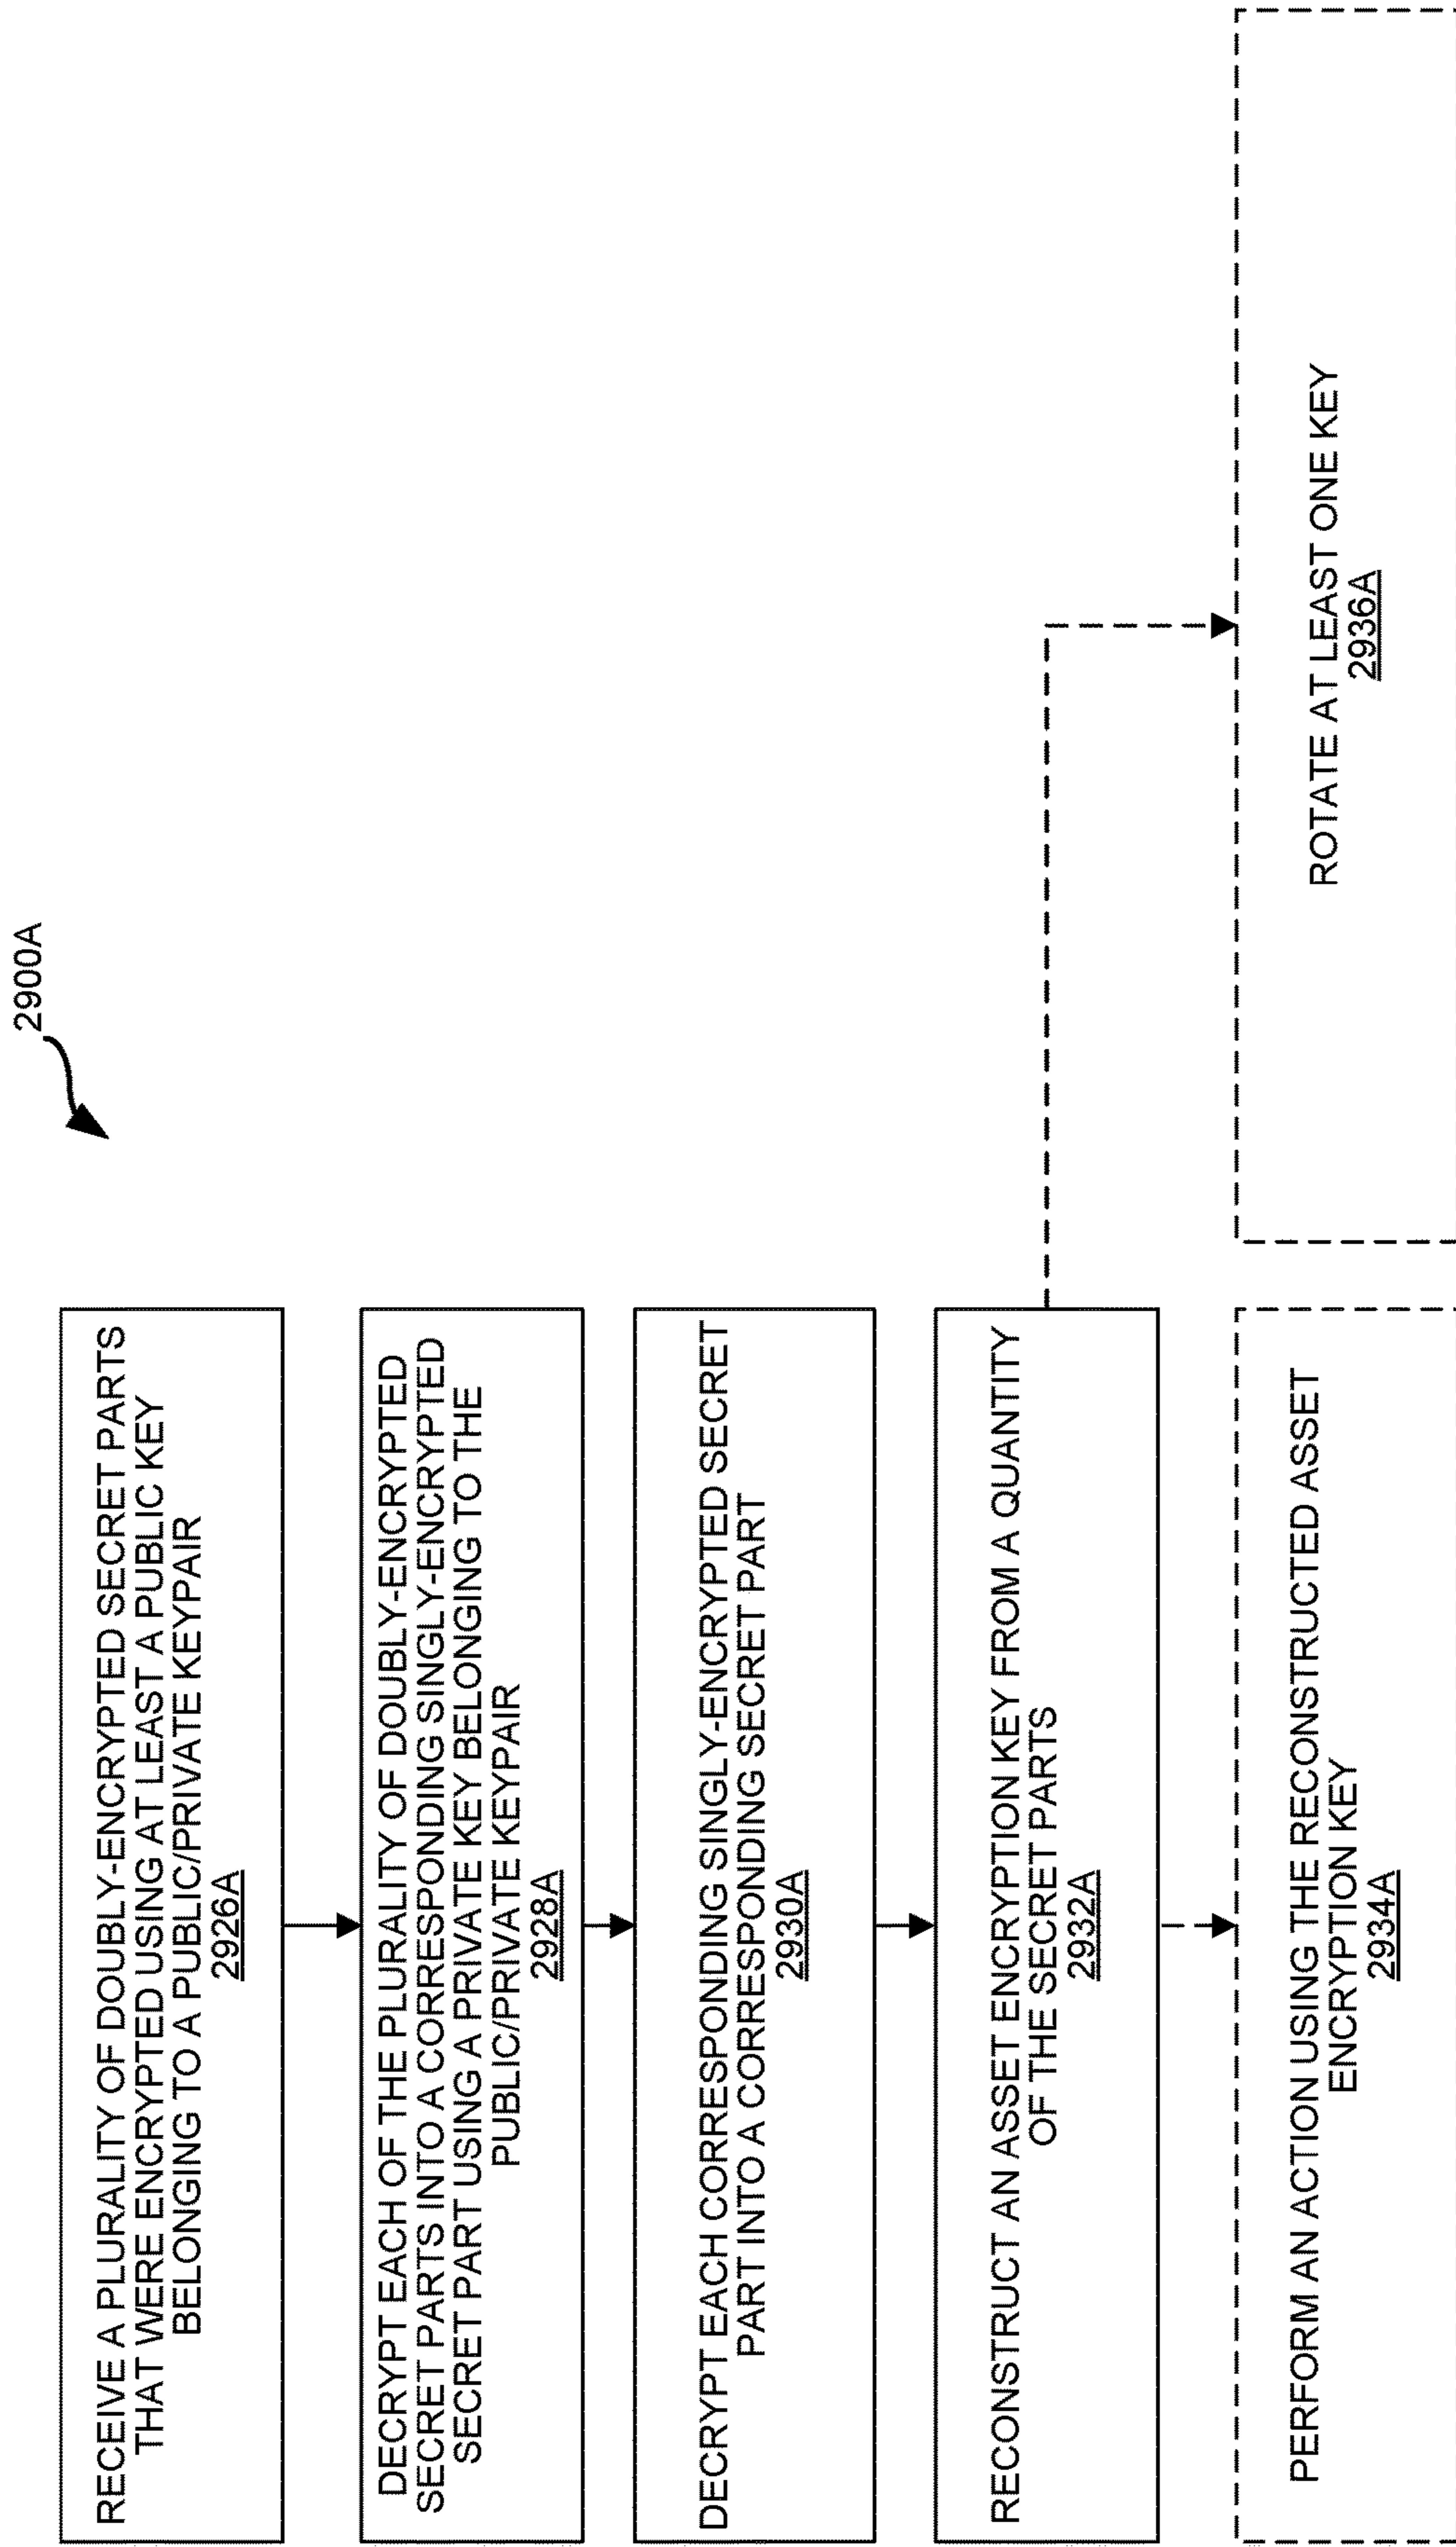 2900A
RECEIVE A PLURALITY OF DOUBLY-ENCRYPTED SECRET PARTS
THAT WERE ENCRYPTED USING AT LEAST A PUBLIC KEY
BELONGING TO A PUBLIC/PRIVATE KEYPAIR
2926A
DECRYPT EACH OF THE PLURALITY OF DOUBLY-ENCRYPTED
SECRET PARTS INTO A CORRESPONDING SINGLY-ENCRYPTED
SECRET PART USING A PRIVATE KEY BELONGING TO THE
PUBLIC/PRIVATE KEYPAIR
2928A
DECRYPT EACH CORRESPONDING SINGLY-ENCRYPTED SECRET
PART INTO A CORRESPONDING SECRET PART
2930A
RECONSTRUCT AN ASSET ENCRYPTION KEY FROM A QUANTITY
OF THE SECRET PARTS
2932A
PERFORM AN ACTION USING THE RECONSTRUCTED ASSET
ENCRYPTION KEY
2934A
ROTATE AT LEAST ONE KEY
2936A